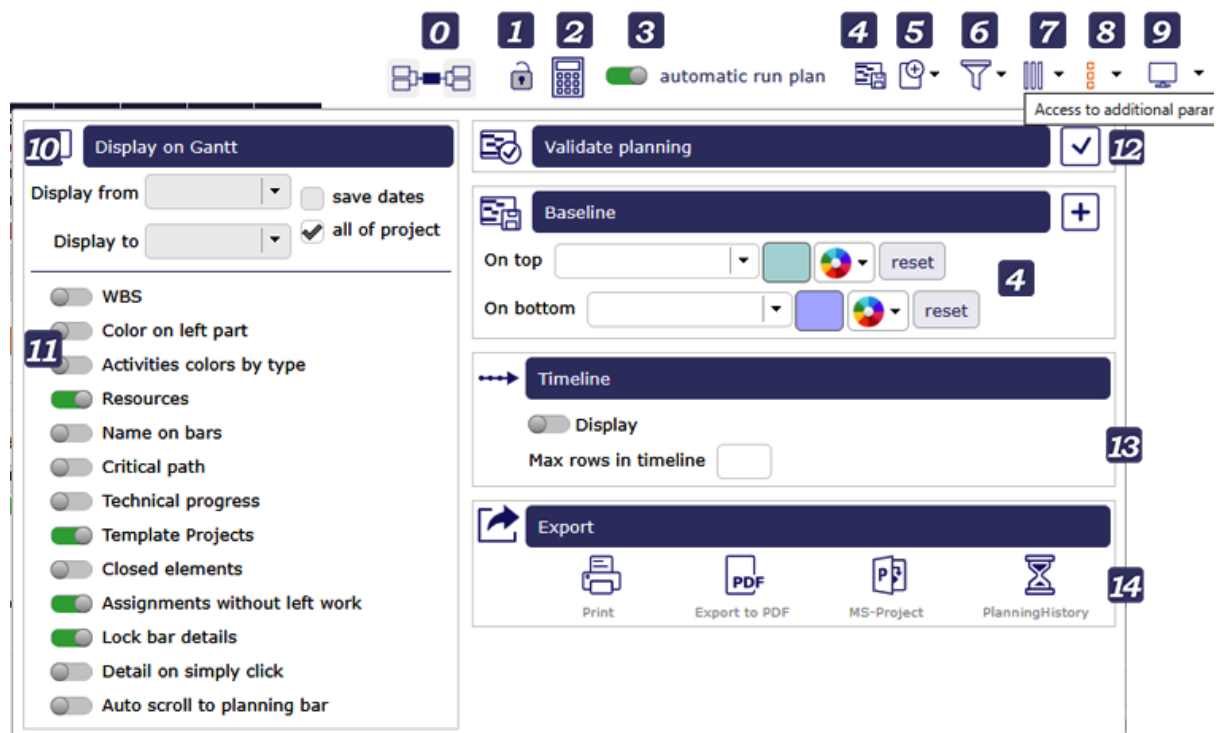 0 1 2 3 4 5 6 7 8 9
automatic run plan
Access to additional parar
10 Display on Gantt
Display from
save dates
Display to
all of project
WBS
Color on left part
11
Activities colors by type
Resources
Name on bars
Critical path
Technical progress
Template Projects
Closed elements
Assignments without left work
Lock bar details
Detail on simply click
Auto scroll to planning bar
Validate planning
12
Baseline
On top
reset
4
On bottom
reset
Timeline
Display
13
Max rows in timeline
Export
PDF
P
14
Print Export to PDF MS-Project PlanningHistory